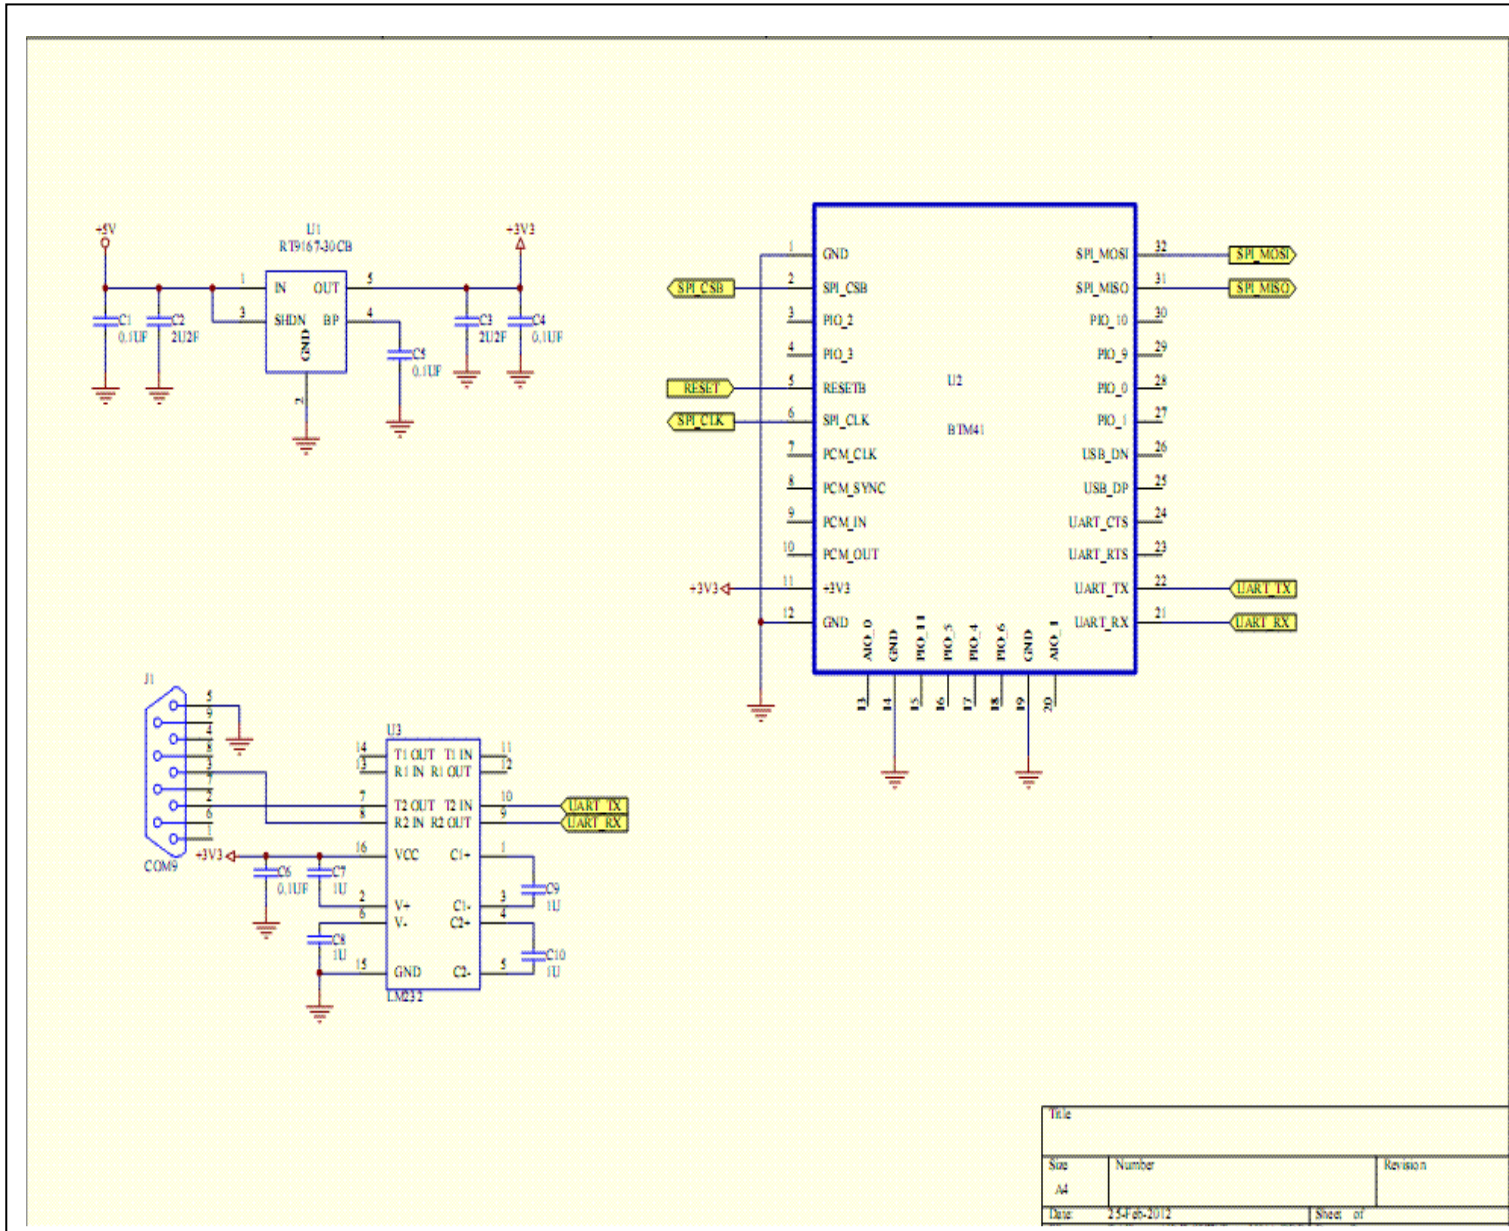 +5V
U1
RT9167-30CB
+3V3
1
IN
OUT
5
3
SHDN
BP
4
GND
2
C1
0.1UF
C2
2U2F
C3
2U2F
C4
0.1UF
C5
0.1UF
U2
BTM41
1
GND
SPI_CSB
2
SPI_CSB
3
PIO_2
4
PIO_3
RESET
5
RESETB
SPI_CLK
6
SPI_CLK
7
PCM_CLK
8
PCM_SYNC
9
PCM_IN
10
PCM_OUT
+3V3
11
+3V3
12
GND
AIO_0
GND
PIO_11
PIO_5
PIO_4
PIO_6
GND
AIO_1
13
14
15
16
17
18
19
20
SPI_MOSI
32
SPI_MOSI
SPI_MISO
31
SPI_MISO
PIO_10
30
PIO_9
29
PIO_0
28
PIO_1
27
USB_DN
26
USB_DP
25
UART_CTS
24
UART_RTS
23
UART_TX
22
UART_TX
UART_RX
21
UART_RX
J1
5
9
4
8
3
7
2
6
1
COM9
U3
14
T1 OUT
T1 IN
11
13
R1 IN
R1 OUT
12
7
T2 OUT
T2 IN
10
UART_TX
8
R2 IN
R2 OUT
9
UART_RX
+3V3
16
VCC
C1+
1
C6
0.1UF
C7
1U
C9
1U
2
V+
C1-
3
6
V-
C2+
4
C8
1U
C10
1U
15
GND
C2-
5
LM232
Title
Size
Number
Revision
A4
Date:
25-Feb-2012
Sheet of